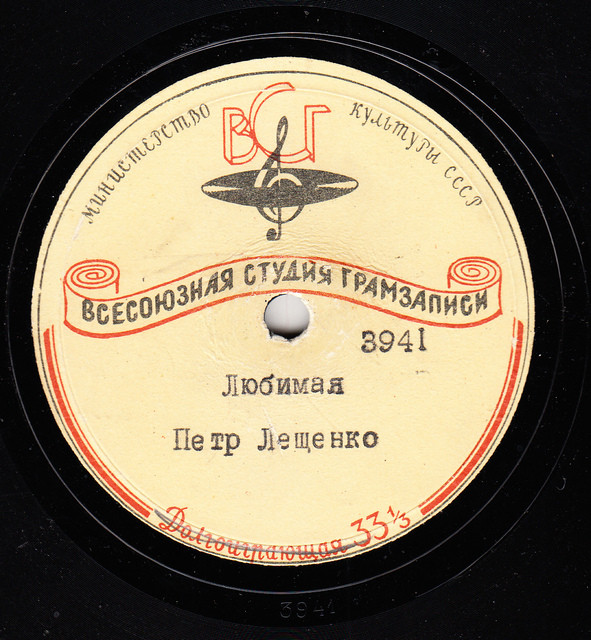 МИНИСТЕРСТВО КУЛЬТУРЫ СССР
ВСГ
ВСЕСОЮЗНАЯ СТУДИЯ ГРАМЗАПИСИ
3941
Любимая
Петр Лещенко
Долгоиграющая 33⅓
3941